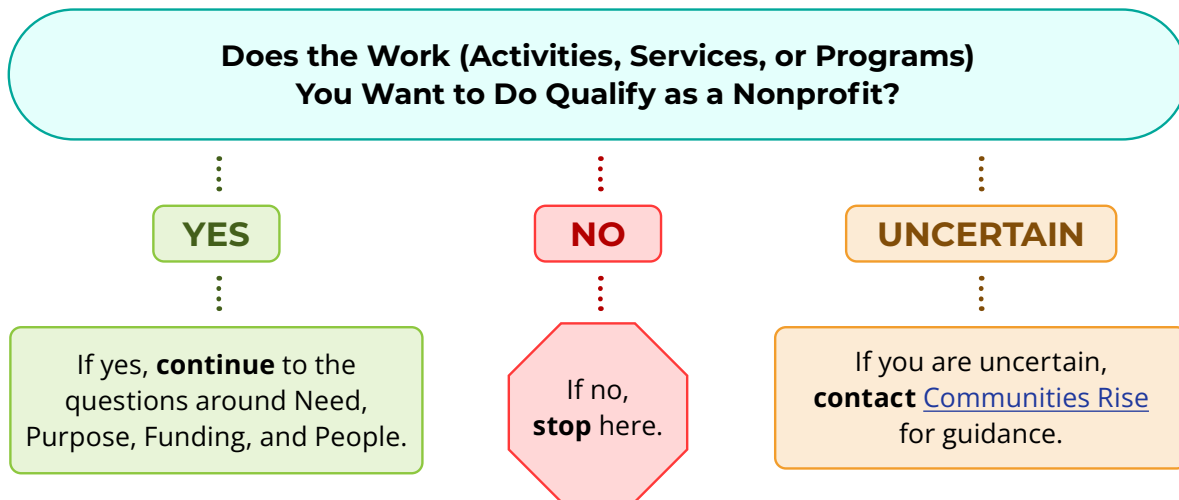 Does the Work (Activities, Services, or Programs)
You Want to Do Qualify as a Nonprofit?
YES
NO
UNCERTAIN
If yes, continue to the
questions around Need,
Purpose, Funding, and People.
If no,
stop here.
If you are uncertain,
contact Communities Rise
for guidance.